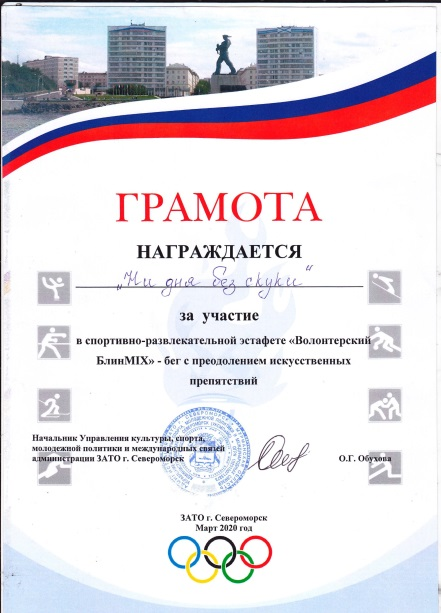 ГРАМОТА
НАГРАЖДАЕТСЯ
„Ни дня без скуки“
за участие
в спортивно-развлекательной эстафете «Волонтерский
БлинMIX» - бег с преодолением искусственных
препятствий
Начальник Управления культуры, спорта,
молодежной политики и международных связей
администрации ЗАТО г. Североморск О.Г. Обухова
ЗАТО г. Североморск
Март 2020 год